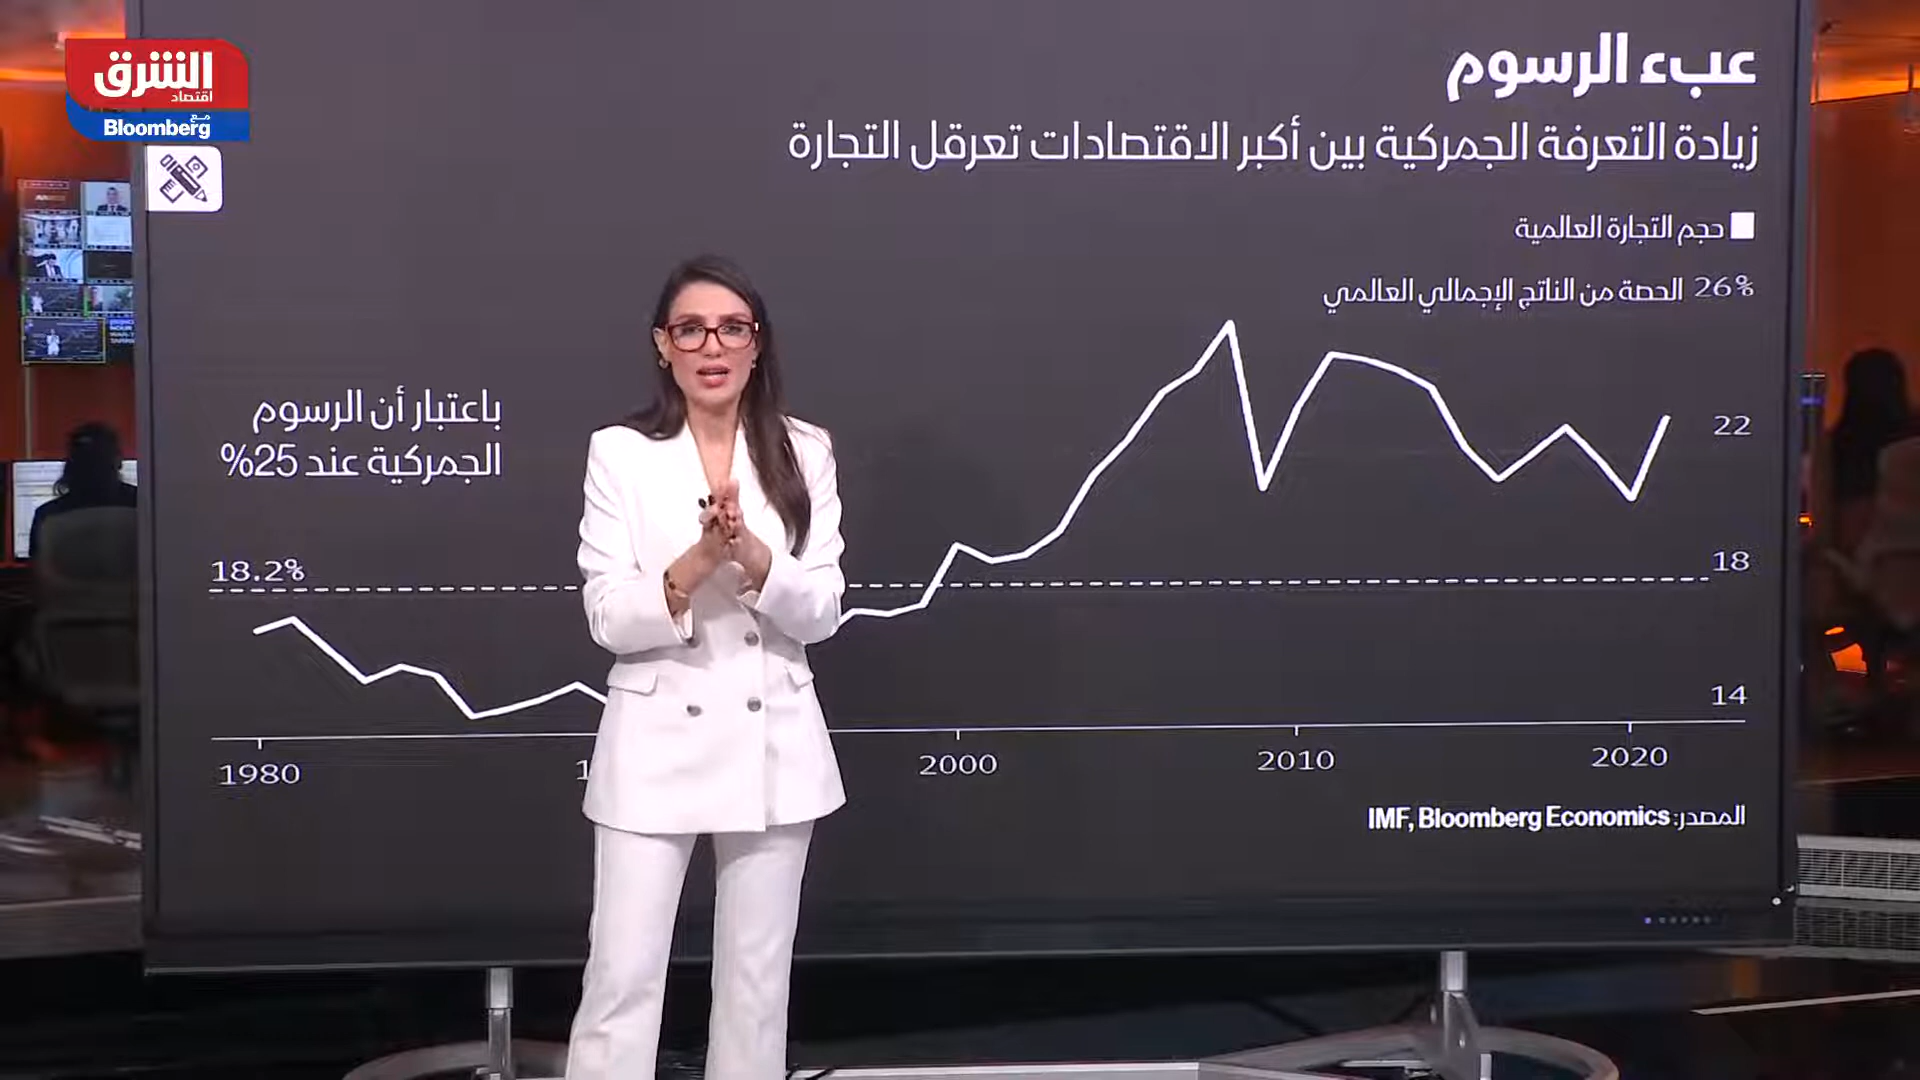 الشرق
اقتصاد
مع
Bloomberg
عبء الرسوم
زيادة التعرفة الجمركية بين أكبر الاقتصادات تعرقل التجارة
حجم التجارة العالمية
26% الحصة من الناتج الإجمالي العالمي
باعتبار أن الرسوم
الجمركية عند 25%
22
18.2%
18
14
1980
2000
2010
2020
المصدر: IMF, Bloomberg Economics